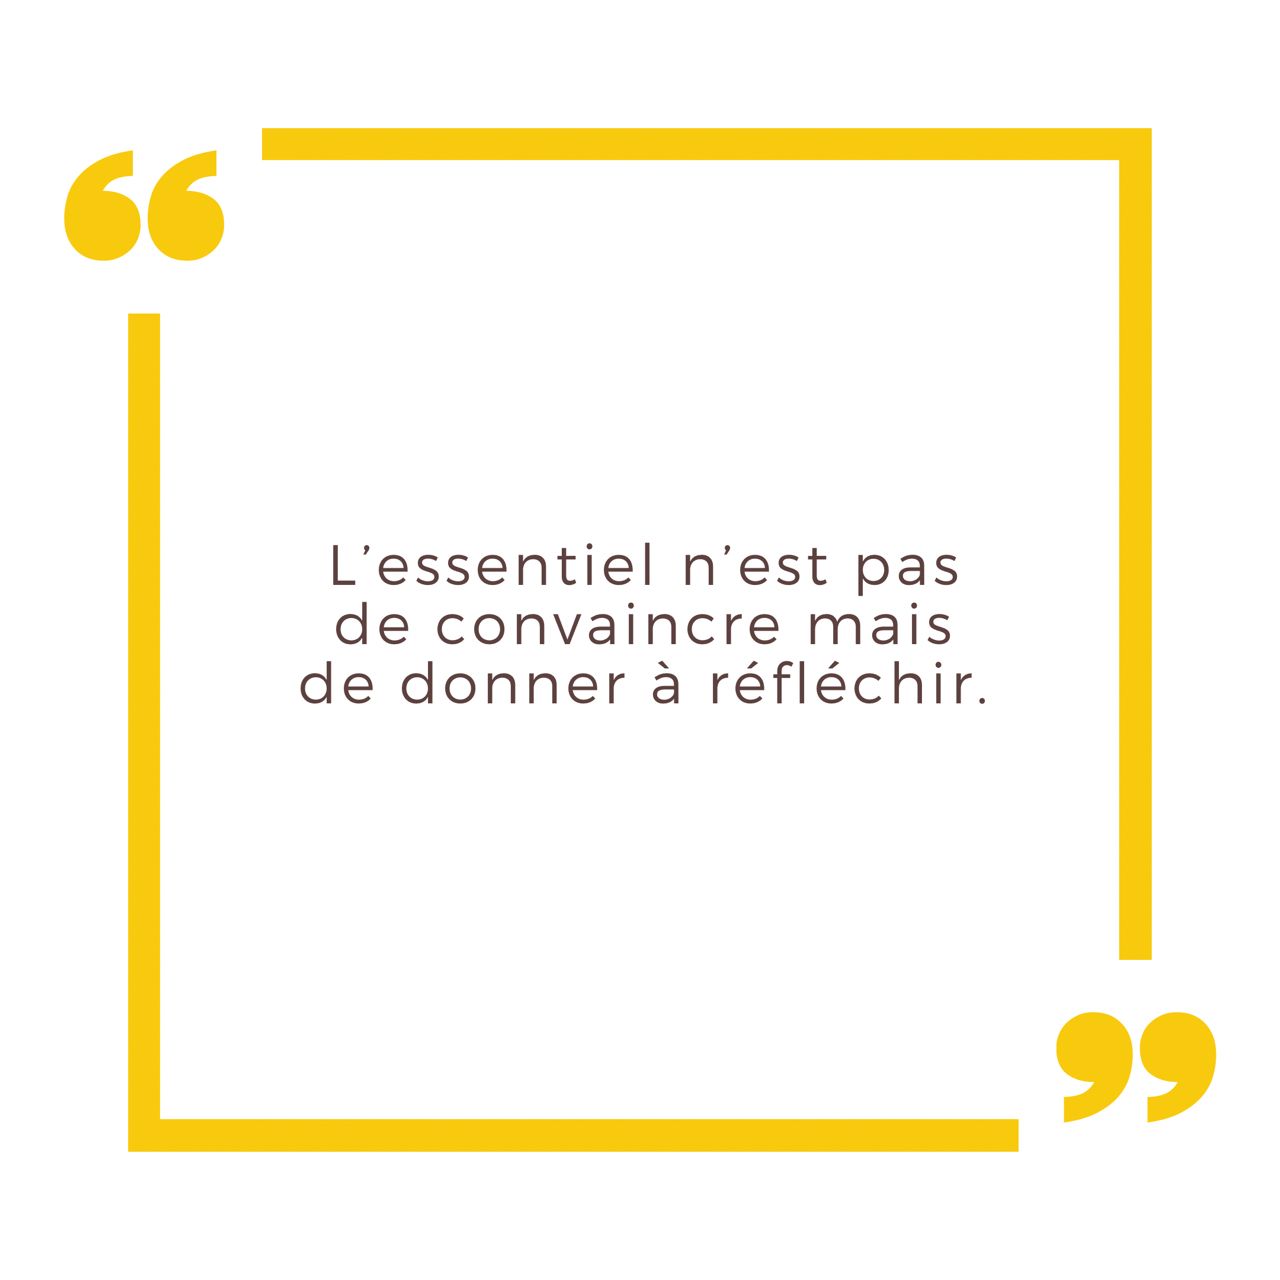 “
L’essentiel n’est pas
de convaincre mais
de donner à réfléchir.
”